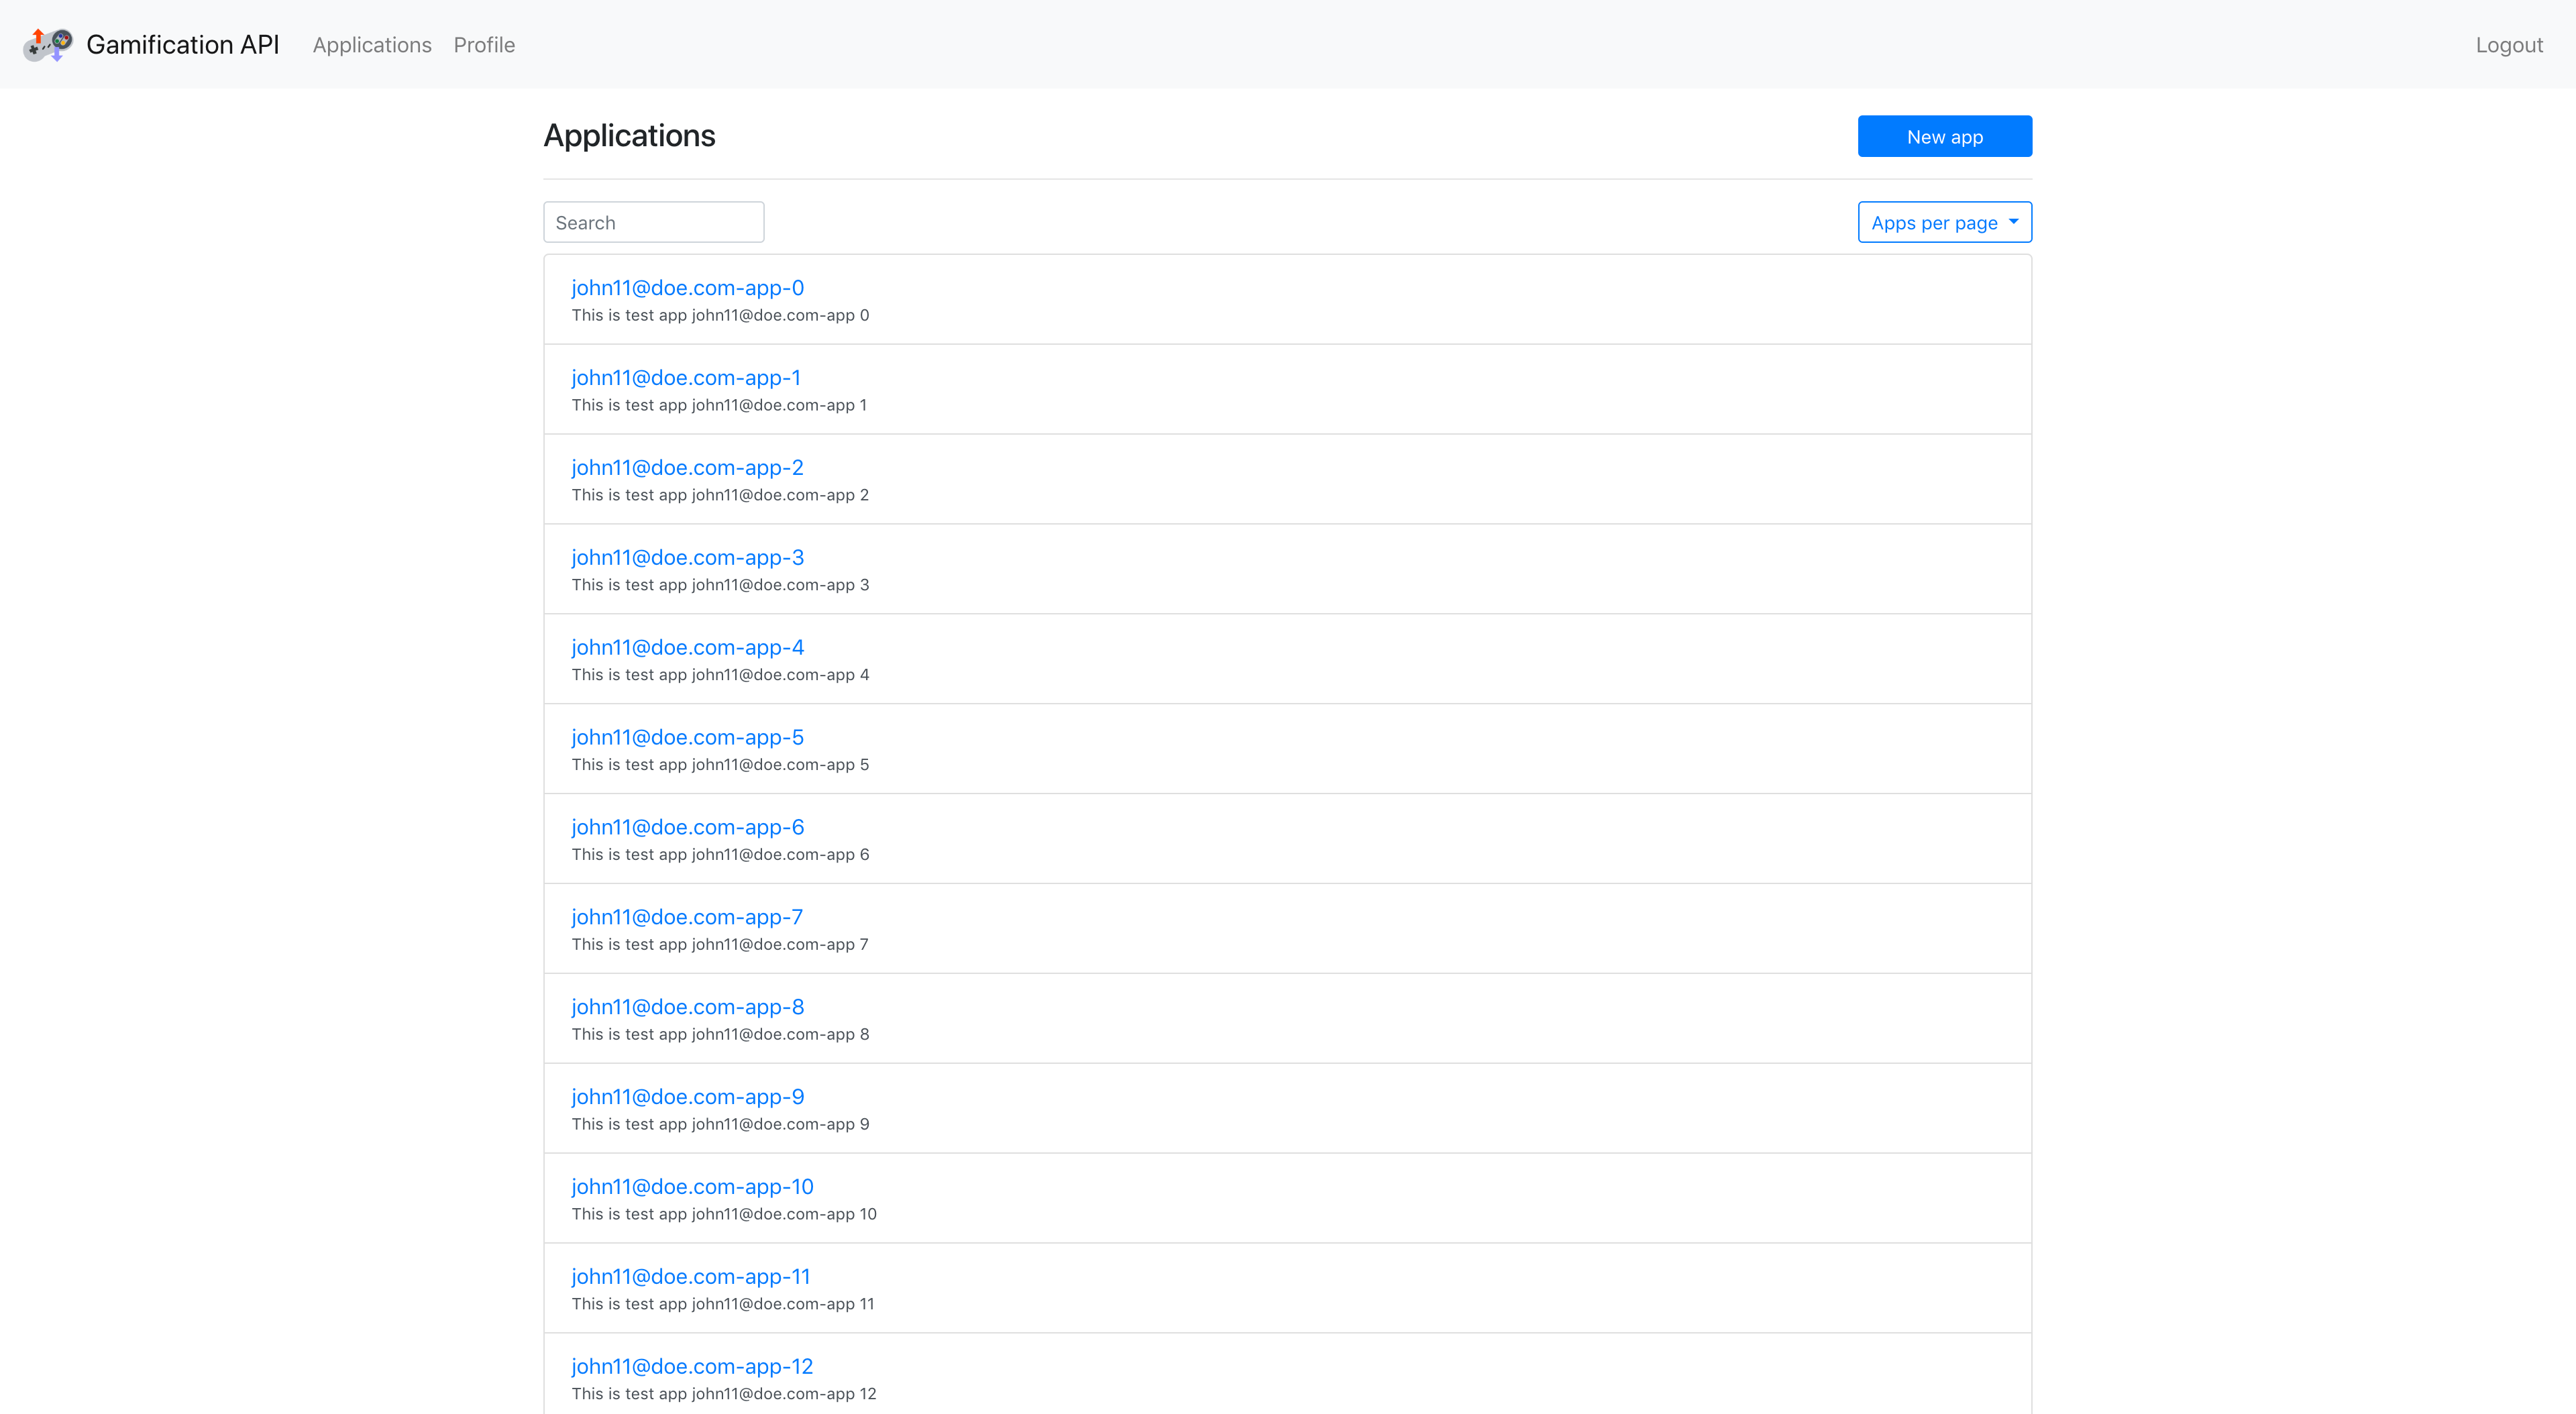 Gamification API Applications Profile Logout
Applications New app
Search Apps per page
john11@doe.com-app-0
This is test app john11@doe.com-app 0
john11@doe.com-app-1
This is test app john11@doe.com-app 1
john11@doe.com-app-2
This is test app john11@doe.com-app 2
john11@doe.com-app-3
This is test app john11@doe.com-app 3
john11@doe.com-app-4
This is test app john11@doe.com-app 4
john11@doe.com-app-5
This is test app john11@doe.com-app 5
john11@doe.com-app-6
This is test app john11@doe.com-app 6
john11@doe.com-app-7
This is test app john11@doe.com-app 7
john11@doe.com-app-8
This is test app john11@doe.com-app 8
john11@doe.com-app-9
This is test app john11@doe.com-app 9
john11@doe.com-app-10
This is test app john11@doe.com-app 10
john11@doe.com-app-11
This is test app john11@doe.com-app 11
john11@doe.com-app-12
This is test app john11@doe.com-app 12